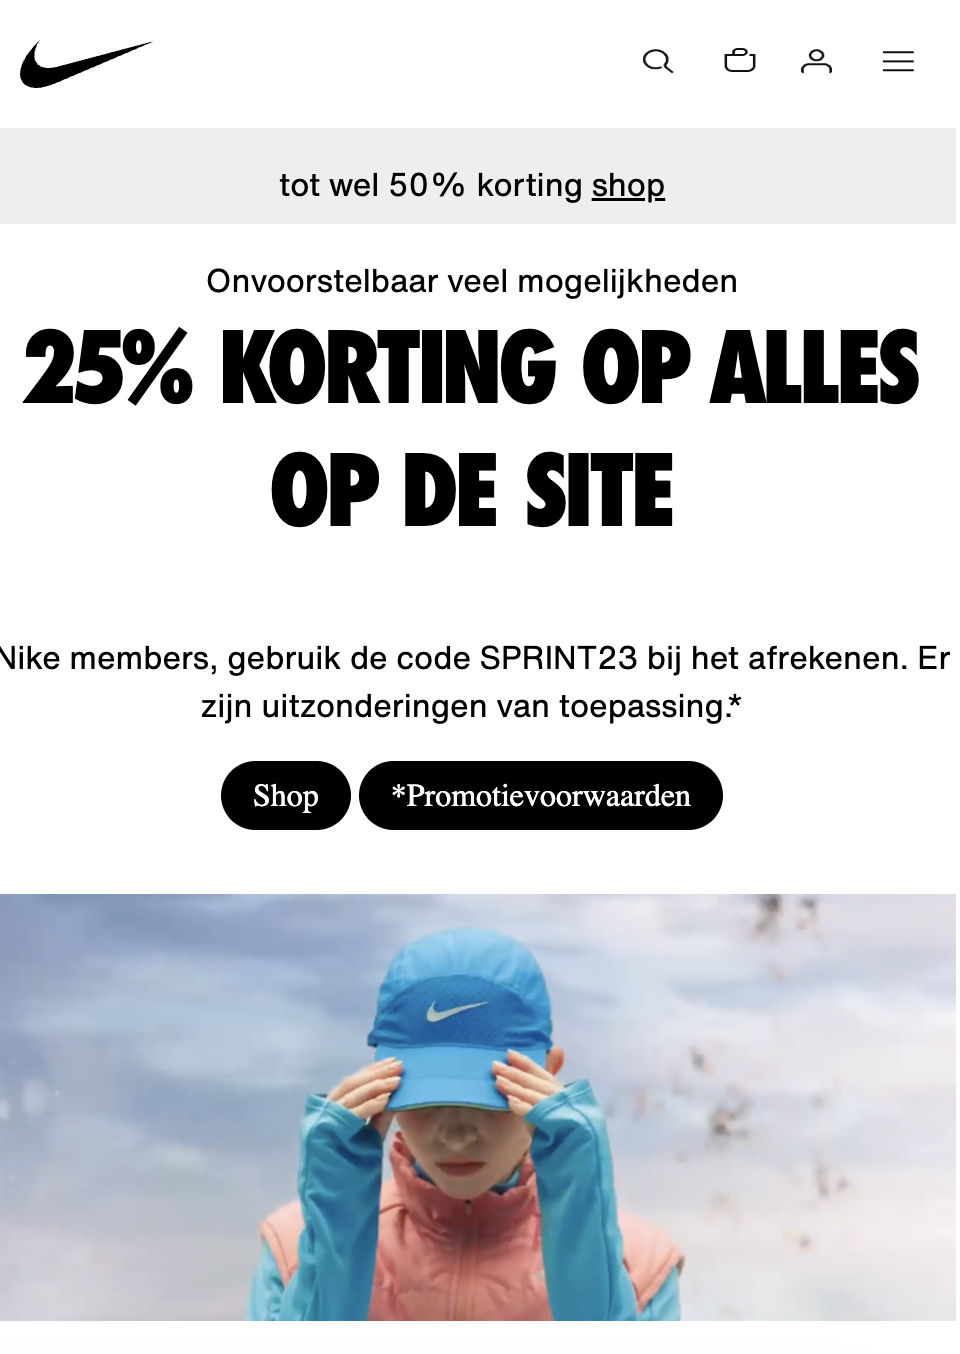 tot wel 50% korting shop
Onvoorstelbaar veel mogelijkheden
25% KORTING OP ALLES
OP DE SITE
Nike members, gebruik de code SPRINT23 bij het afrekenen. Er
zijn uitzonderingen van toepassing.*
Shop
*Promotievoorwaarden